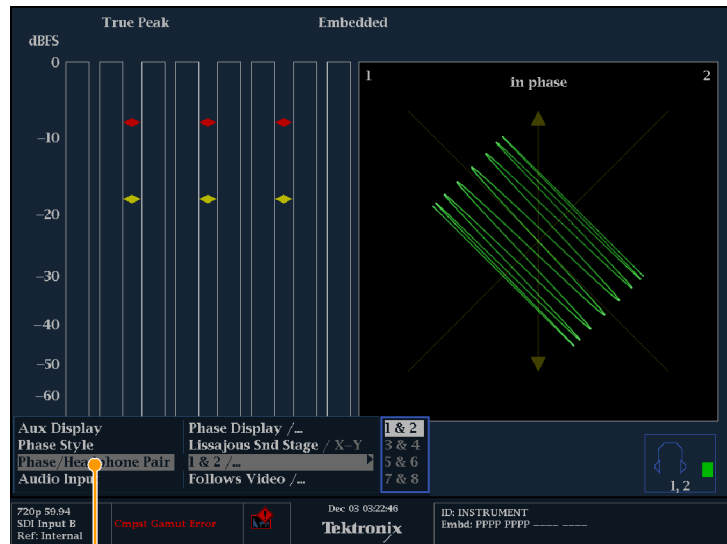 True Peak
Embedded
dBFS
0
-10
-20
-30
-40
-50
-60
1
2
in phase
Aux Display
Phase Display /...
Phase Style
Lissajous Snd Stage / X-Y
Phase/Headphone Pair
1 & 2 /...
Audio Input
Follows Video /...
1 & 2
3 & 4
5 & 6
7 & 8
1, 2
720p 59.94
SDI Input B
Ref: Internal
Cmpst Gamut Error
Dec 03 03:22:46
Tektronix
ID: INSTRUMENT
Embd: PPPP PPPP ---- ----